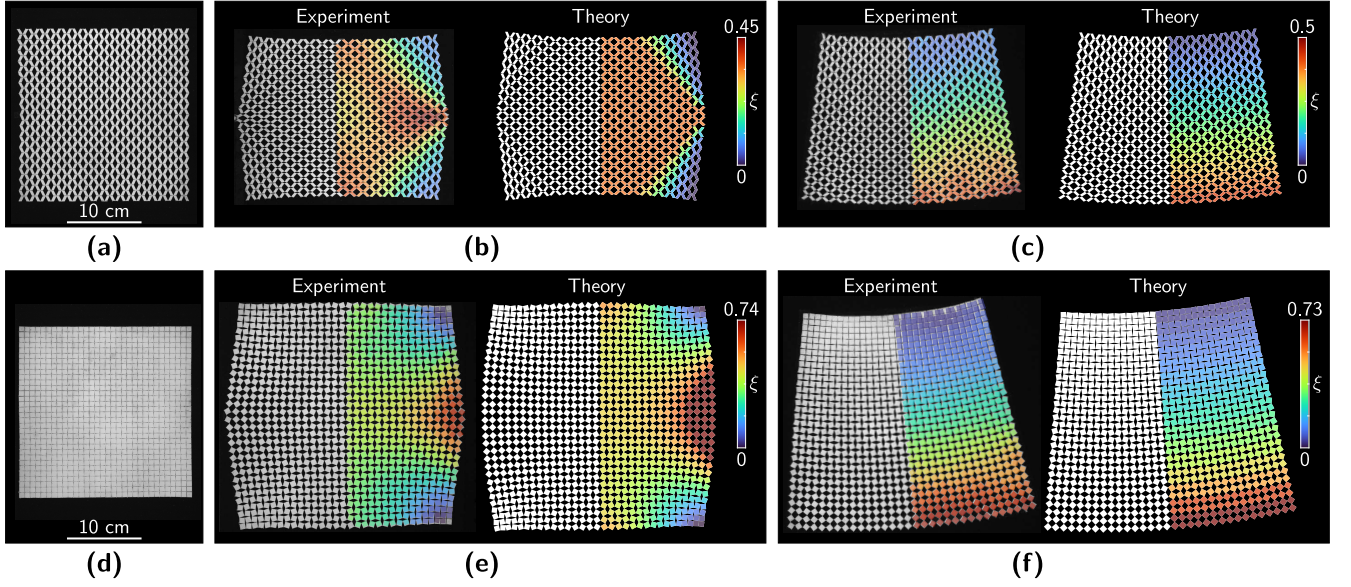 10 cm
(a)
Experiment Theory
0.45
ξ
0
(b)
Experiment Theory
0.5
ξ
0
(c)
10 cm
(d)
Experiment Theory
0.74
ξ
0
(e)
Experiment Theory
0.73
ξ
0
(f)